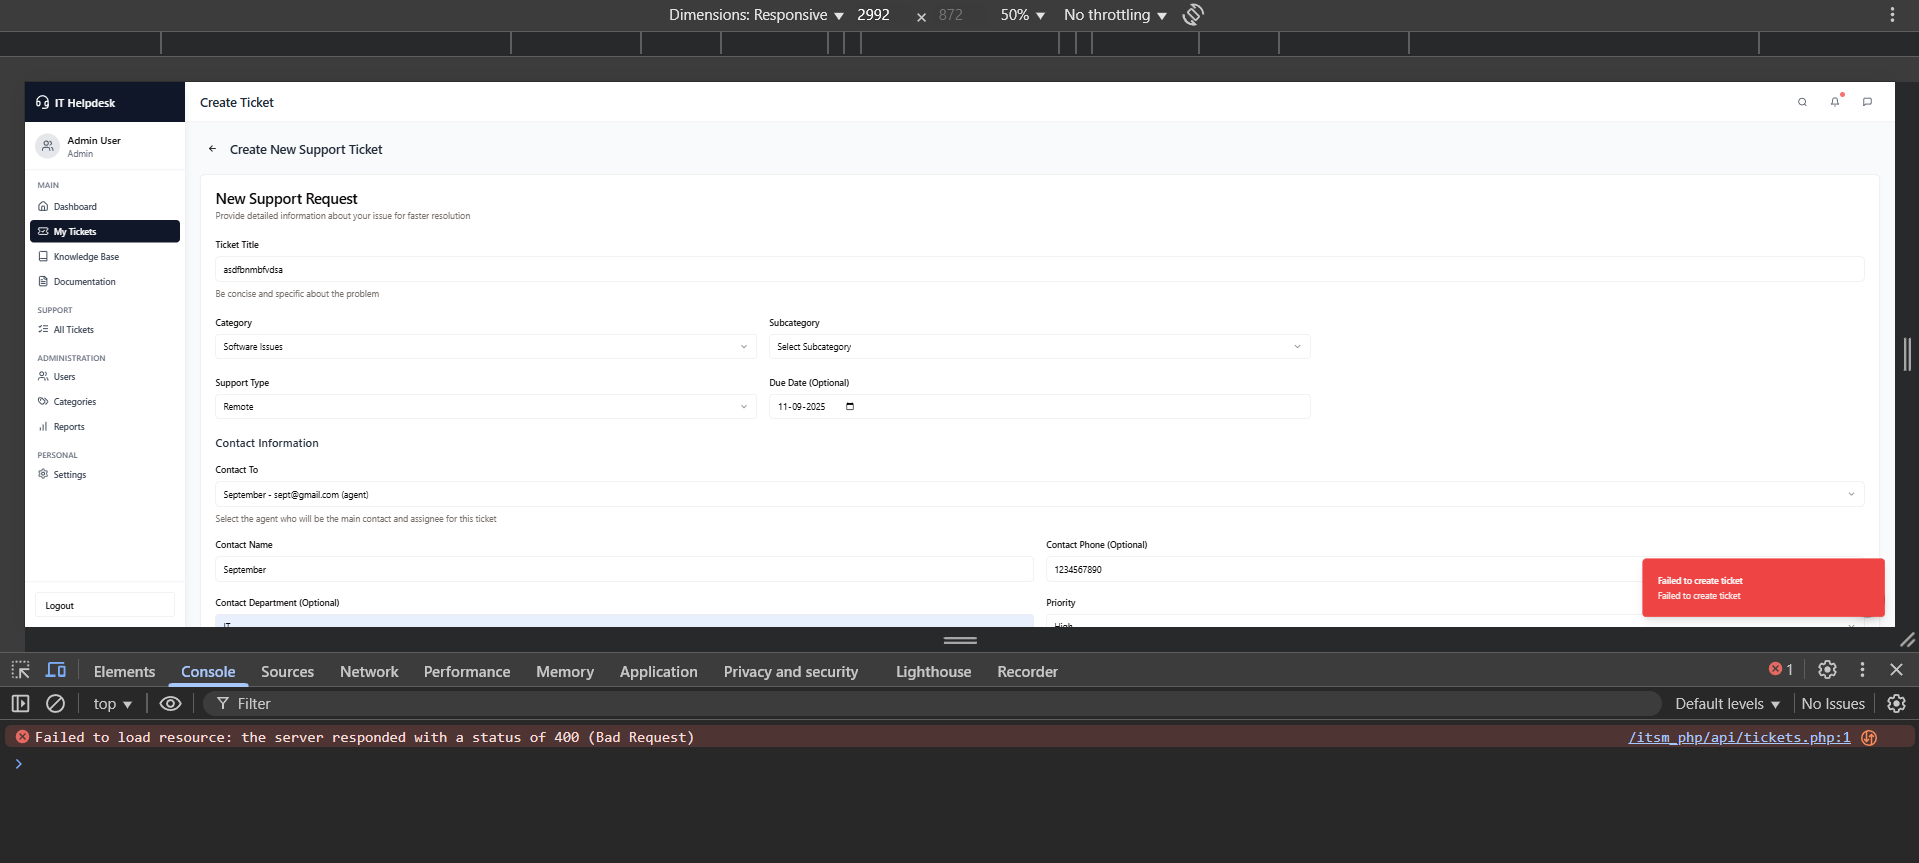 Dimensions: Responsive 2992 × 872 50% No throttling
IT Helpdesk
Create Ticket
Admin User
Admin
Create New Support Ticket
MAIN
Dashboard
My Tickets
Knowledge Base
Documentation
SUPPORT
All Tickets
ADMINISTRATION
Users
Categories
Reports
PERSONAL
Settings
Logout
New Support Request
Provide detailed information about your issue for faster resolution
Ticket Title
asdfbnmbfvdsa
Be concise and specific about the problem
Category Subcategory
Software Issues Select Subcategory
Support Type Due Date (Optional)
Remote 11-09-2025
Contact Information
Contact To
September - sept@gmail.com (agent)
Select the agent who will be the main contact and assignee for this ticket
Contact Name Contact Phone (Optional)
September 1234567890
Contact Department (Optional) Priority
IT High
Failed to create ticket
Failed to create ticket
Elements Console Sources Network Performance Memory Application Privacy and security Lighthouse Recorder 1
top Filter Default levels No Issues
Failed to load resource: the server responded with a status of 400 (Bad Request) /itsm_php/api/tickets.php:1